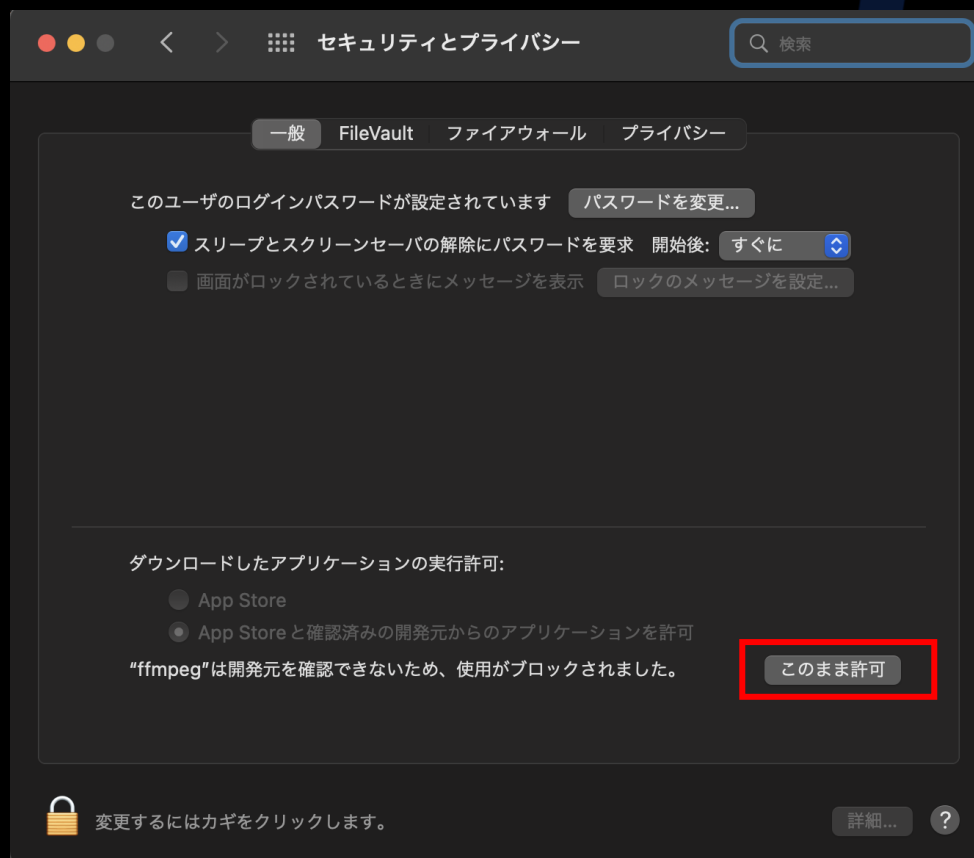 セキュリティとプライバシー
検索
一般 FileVault ファイアウォール プライバシー
このユーザのログインパスワードが設定されています パスワードを変更...
スリープとスクリーンセーバの解除にパスワードを要求 開始後: すぐに
画面がロックされているときにメッセージを表示 ロックのメッセージを設定...
ダウンロードしたアプリケーションの実行許可:
App Store
App Storeと確認済みの開発元からのアプリケーションを許可
“ffmpeg”は開発元を確認できないため、使用がブロックされました。 このまま許可
変更するにはカギをクリックします。 詳細... ?